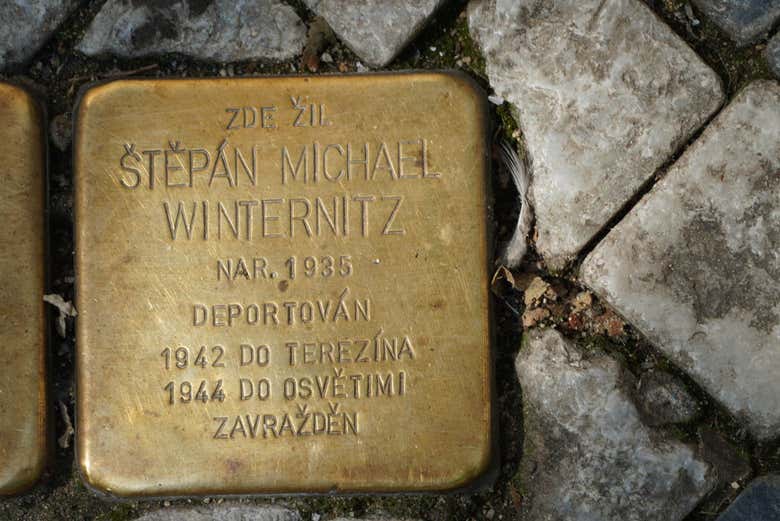 ZDE ŽIL
ŠTĚPÁN MICHAEL
WINTERNITZ
NAR. 1935
DEPORTOVÁN
1942 DO TEREZÍNA
1944 DO OSVĚTIMI
ZAVRAŽDĚN